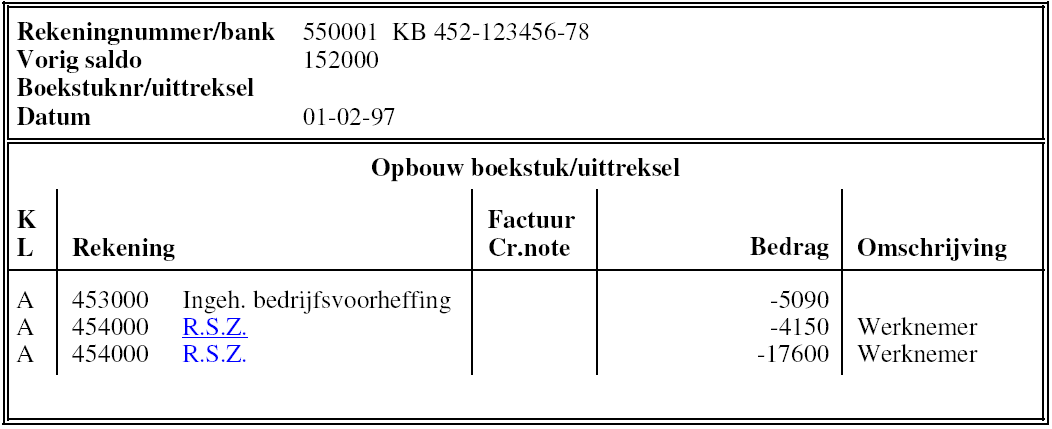 Rekeningnummer/bank 550001 KB 452-123456-78
Vorig saldo 152000
Boekstuknr/uittreksel
Datum 01-02-97
Opbouw boekstuk/uittreksel
K Factuur
L Rekening Cr.note Bedrag Omschrijving
A 453000 Ingeh. bedrijfsvoorheffing -5090
A 454000 R.S.Z. -4150 Werknemer
A 454000 R.S.Z. -17600 Werknemer